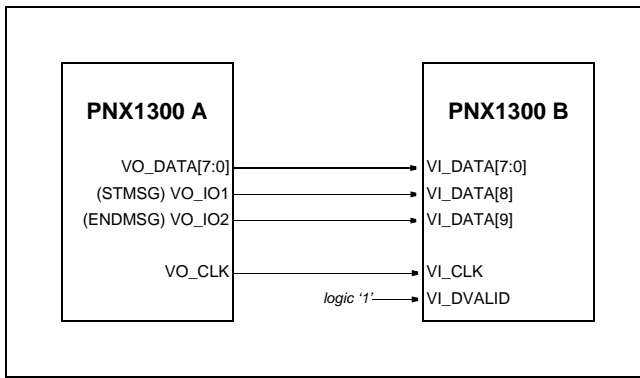 PNX1300 A PNX1300 B
VO_DATA[7:0] VI_DATA[7:0]
(STMSG) VO_IO1 VI_DATA[8]
(ENDMSG) VO_IO2 VI_DATA[9]
VO_CLK VI_CLK
logic ‘1’ VI_DVALID